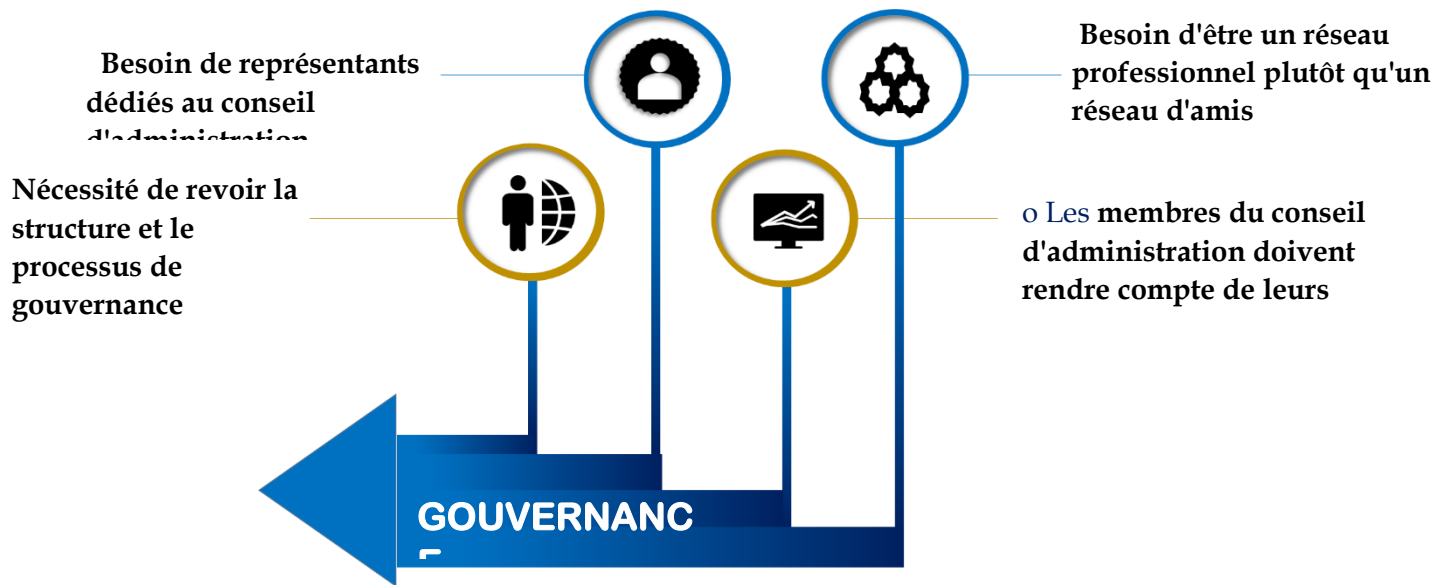 Besoin de représentants
dédiés au conseil
d'administration
Nécessité de revoir la
structure et le
processus de
gouvernance
Besoin d'être un réseau
professionnel plutôt qu'un
réseau d'amis
o Les membres du conseil
d'administration doivent
rendre compte de leurs
GOUVERNANC
E